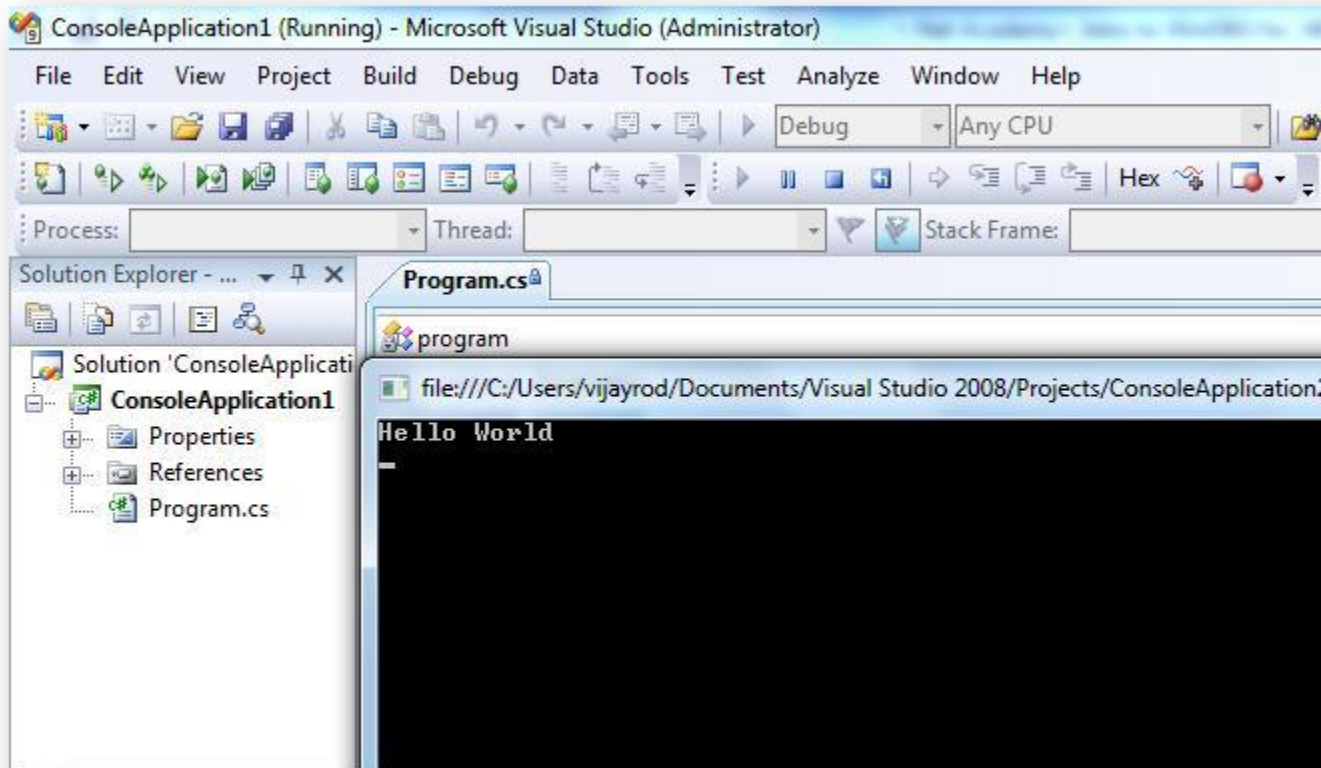 ConsoleApplication1 (Running) - Microsoft Visual Studio (Administrator)
File Edit View Project Build Debug Data Tools Test Analyze Window Help
Debug Any CPU
Hex
Process: Thread: Stack Frame:
Solution Explorer - ...
Program.cs
program
Solution 'ConsoleApplicati
file:///C:/Users/vijayrod/Documents/Visual Studio 2008/Projects/ConsoleApplication2
ConsoleApplication1
Hello World
Properties
References
Program.cs